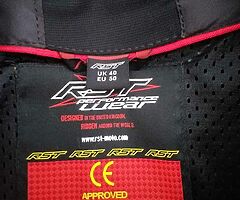 RST
UK 40
EU 50
RST
performance
wear
DESIGNED IN THE UNITED KINGDOM,
RIDDEN AROUND THE WORLD.
www.rst-moto.com
RST RST RST RST
CE
APPROVED